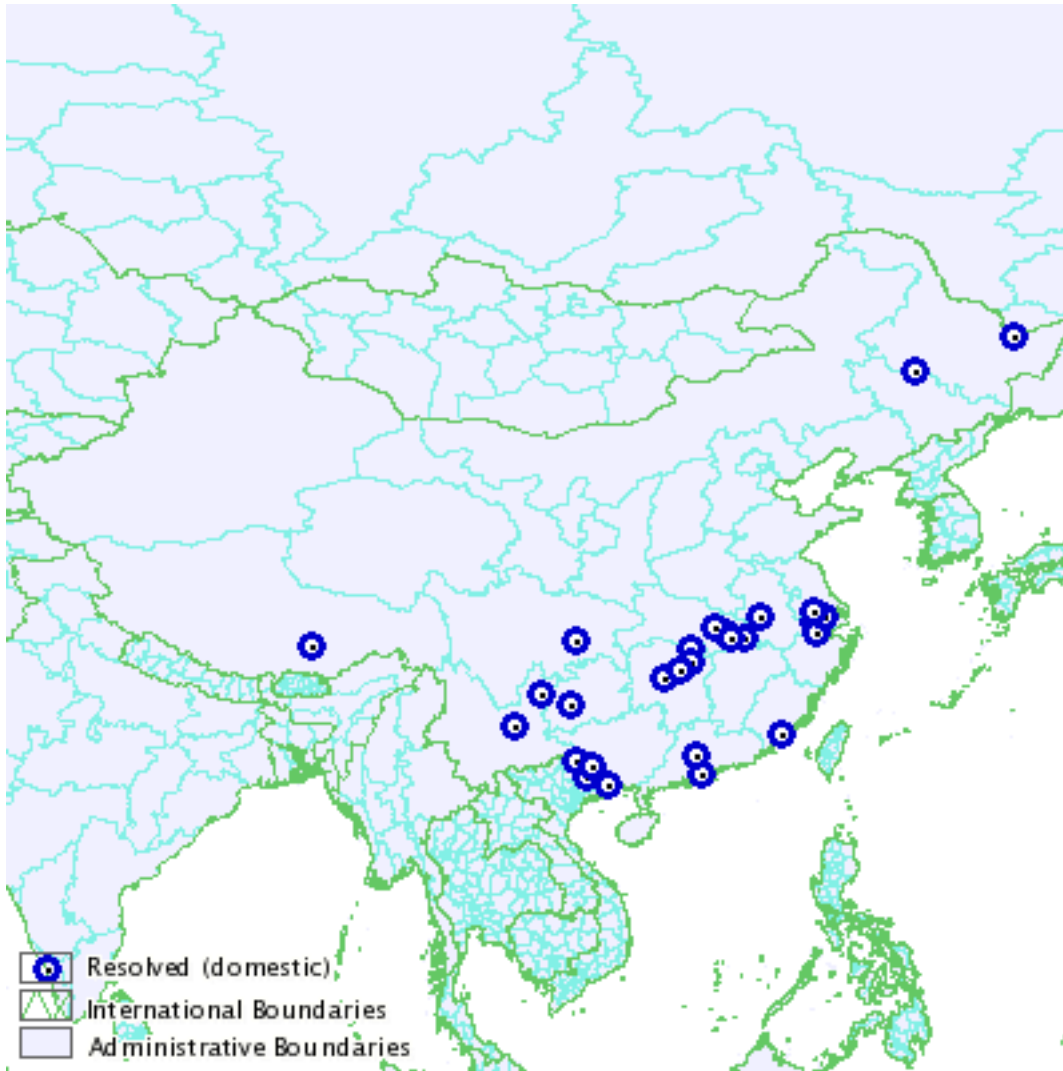 Resolved (domestic)
International Boundaries
Administrative Boundaries